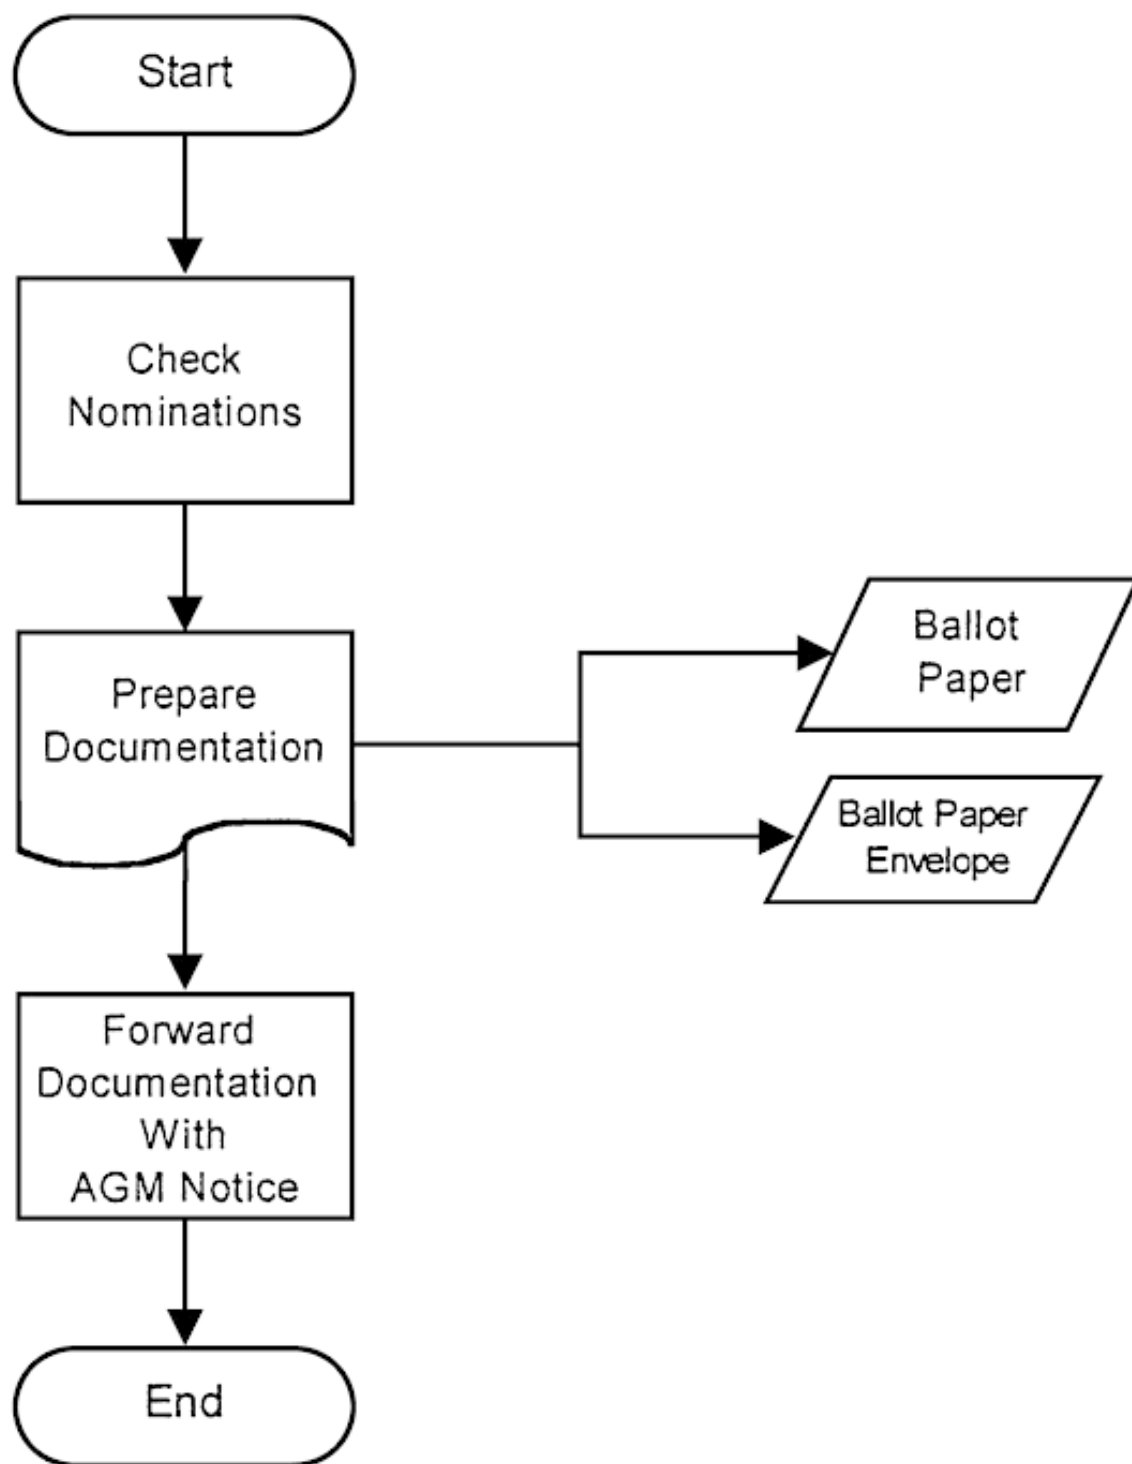 Start
Check
Nominations
Prepare
Documentation
Ballot
Paper
Ballot Paper
Envelope
Forward
Documentation
With
AGM Notice
End